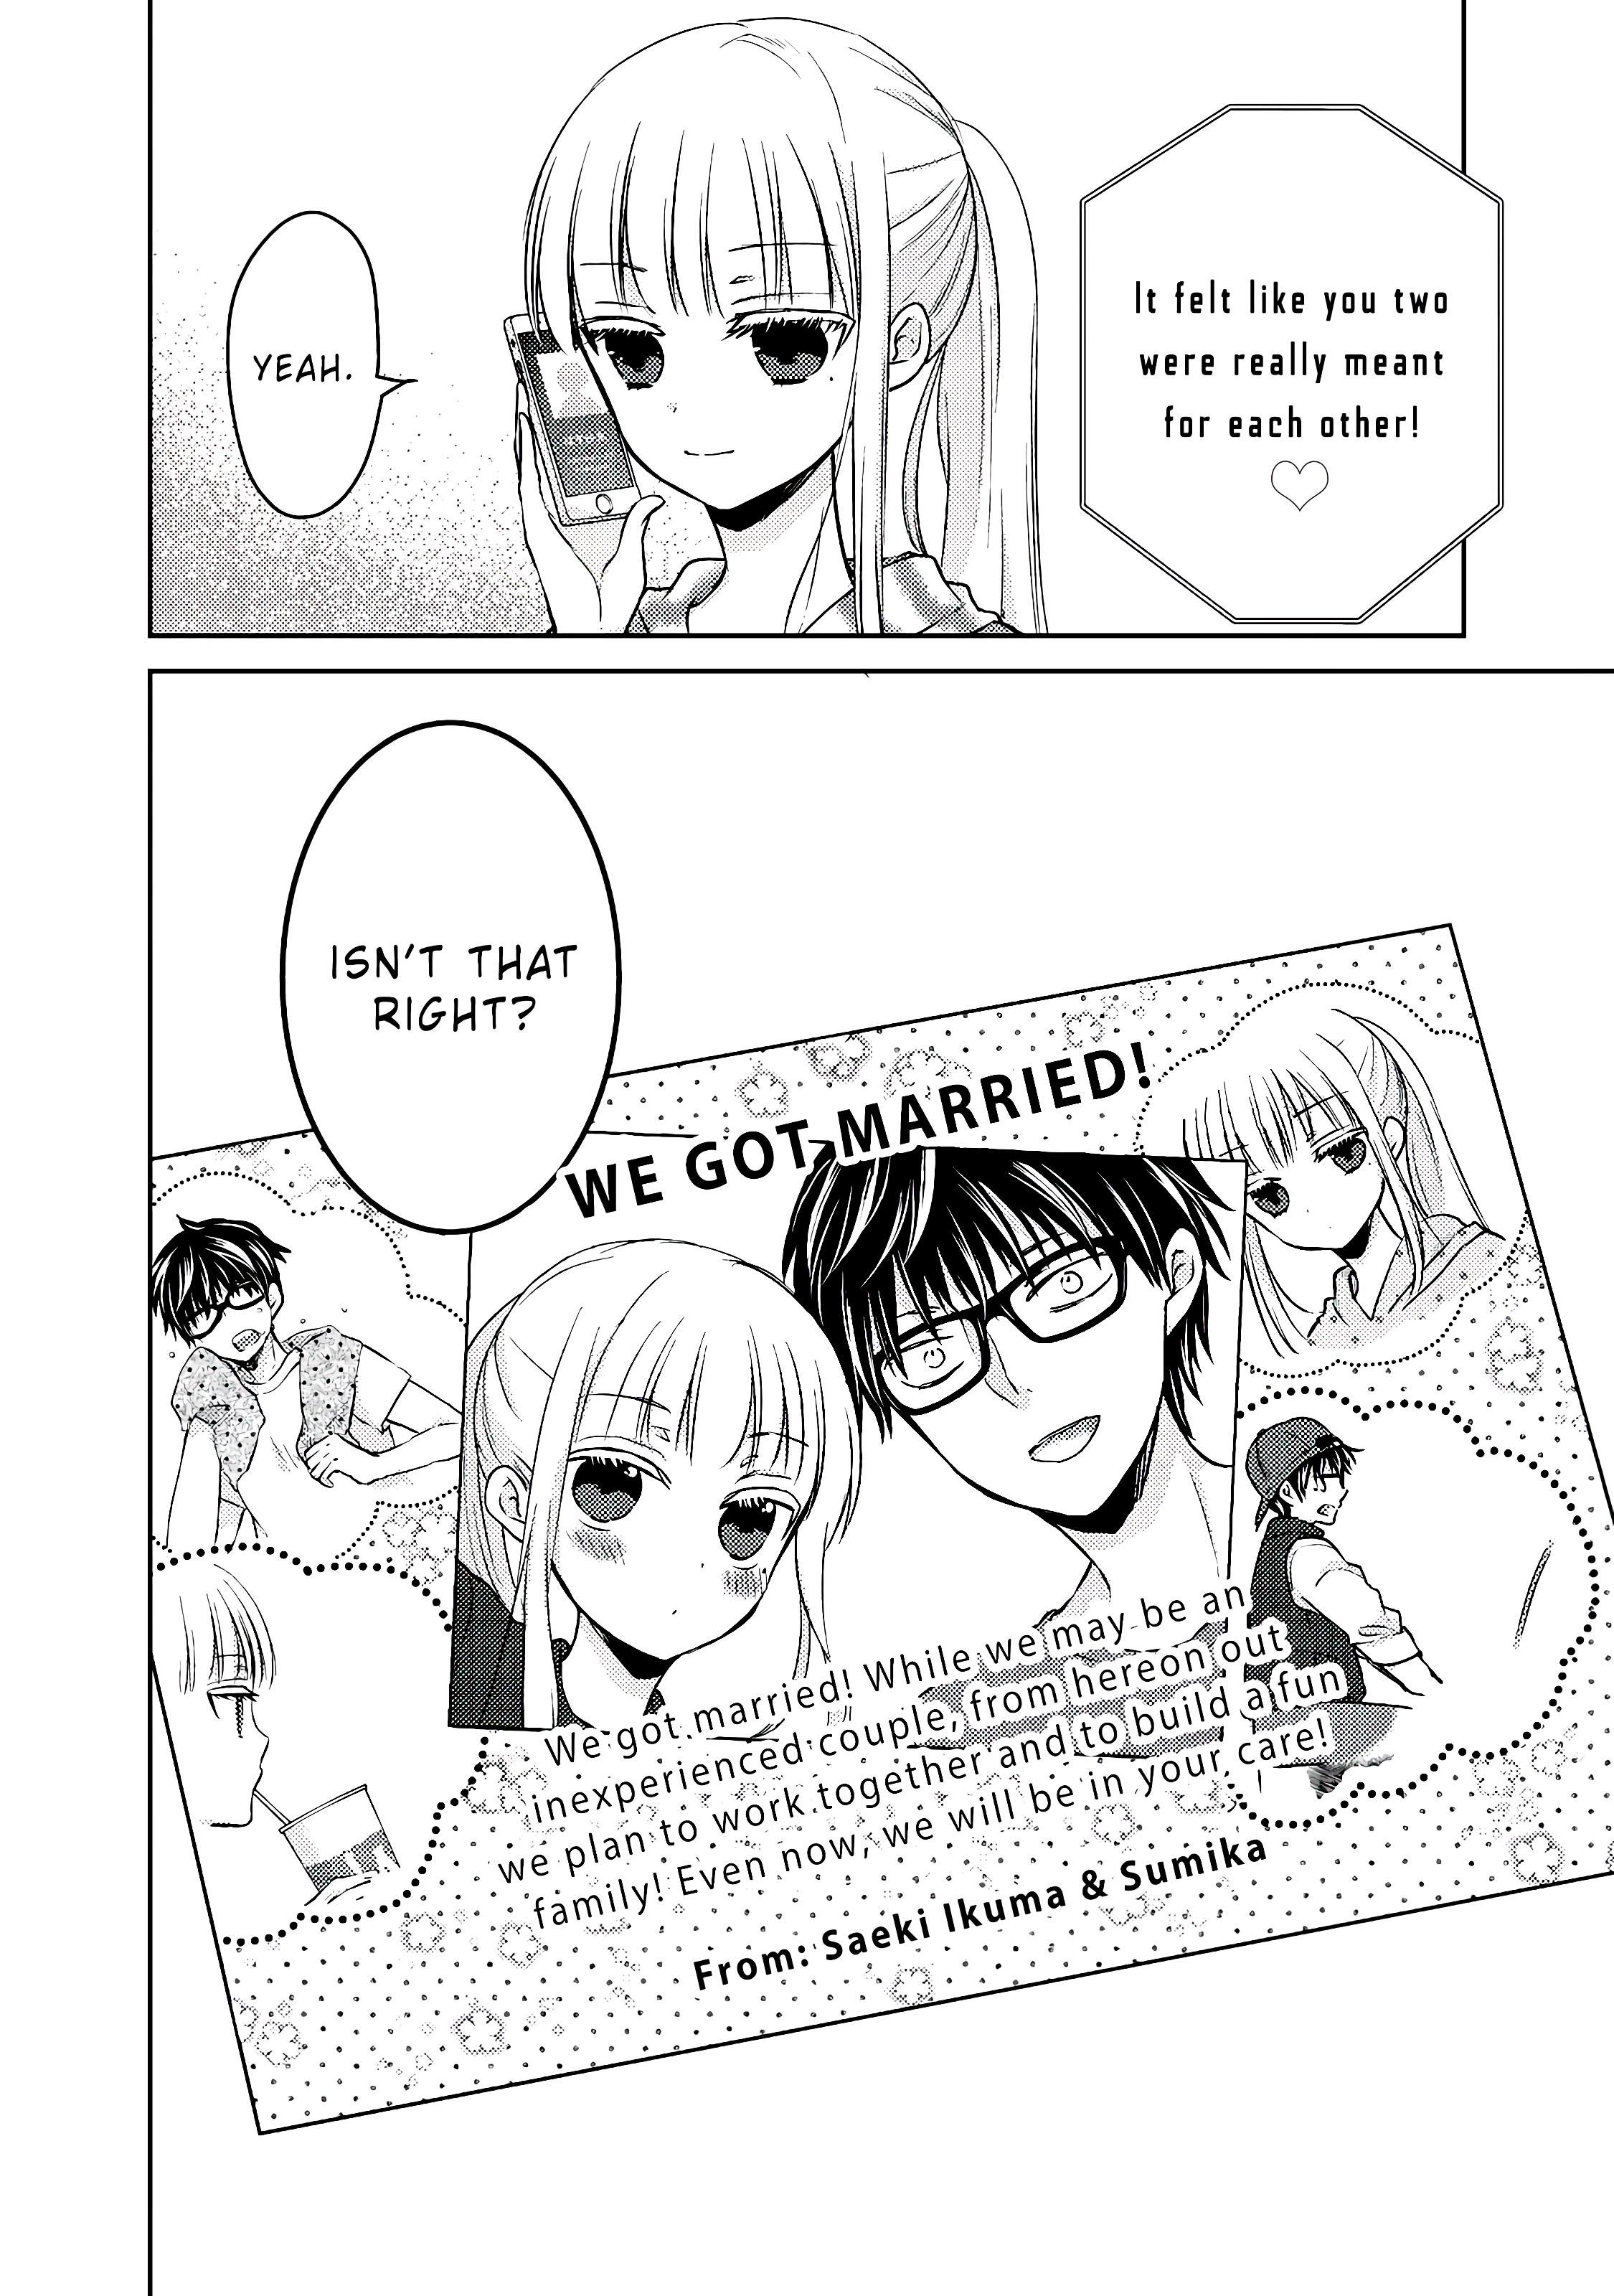 It felt like you two
were really meant
for each other!
♡
YEAH.
ISN'T THAT
RIGHT?
WE GOT MARRIED!
We got married! While we may be an
inexperienced couple, from hereon out
we plan to work together and to build a fun
family! Even now, we will be in your care!
From: Saeki Ikuma & Sumika